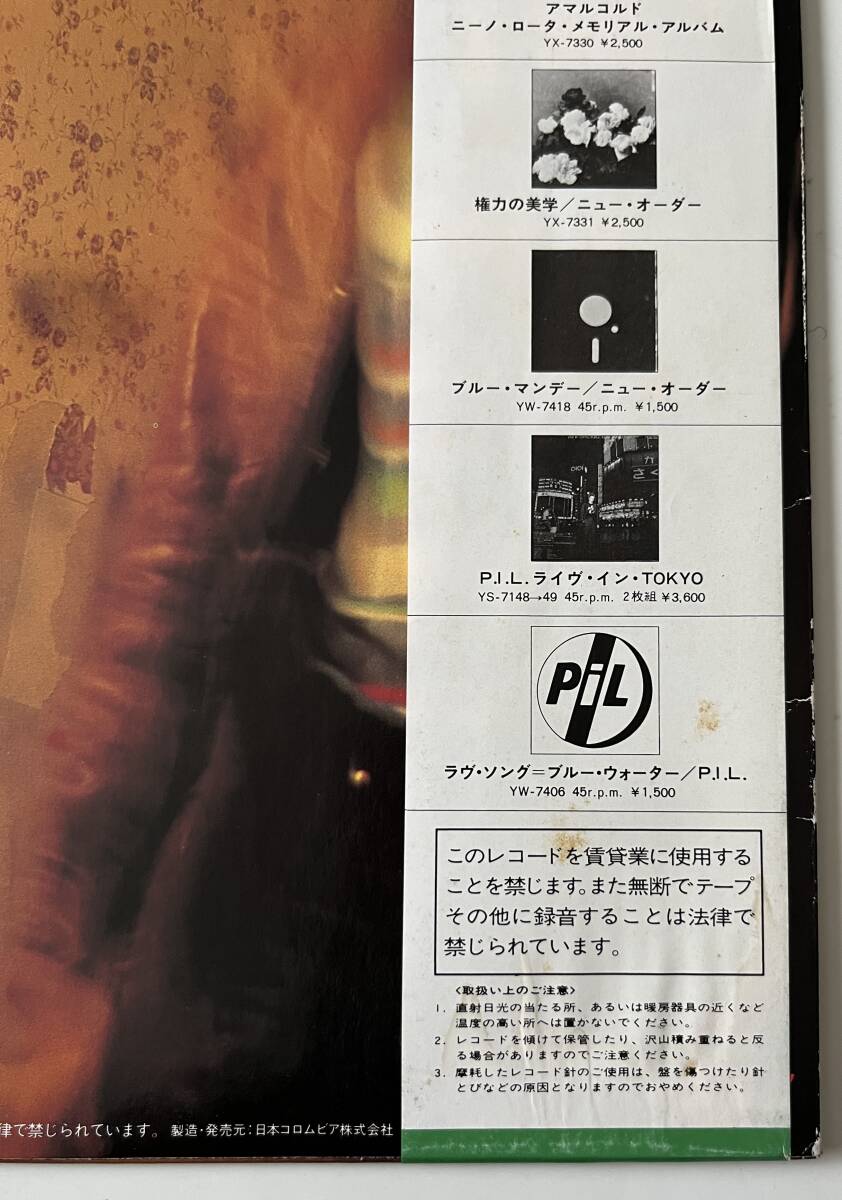 アマルコルド
ニーノ・ロータ・メモリアル・アルバム
YX-7330 ¥2,500
権力の美学/ニュー・オーダー
YX-7331 ¥2,500
ブルー・マンデー/ニュー・オーダー
YW-7418 45r.p.m. ¥1,500
カ
さく
P.I.L. ライヴ・イン・TOKYO
YS-7148→49 45r.p.m. 2枚組 ¥3,600
PiL
ラヴ・ソング=ブルー・ウォーター/P.I.L.
YW-7406 45r.p.m. ¥1,500
このレコードを賃貸業に使用する
ことを禁じます。また無断でテープ
その他に録音することは法律で
禁じられています。
〈取扱い上のご注意〉
1. 直射日光の当たる所、あるいは暖房器具の近くなど
温度の高い所へは置かないでください。
2. レコードを傾けて保管したり、沢山積み重ねると反
る場合がありますのでご注意ください。
3. 摩耗したレコード針のご使用は、盤を傷つけたり針
とびなどの原因となりますのでおやめください。
律で禁じられています。 製造・発売元:日本コロムビア株式会社